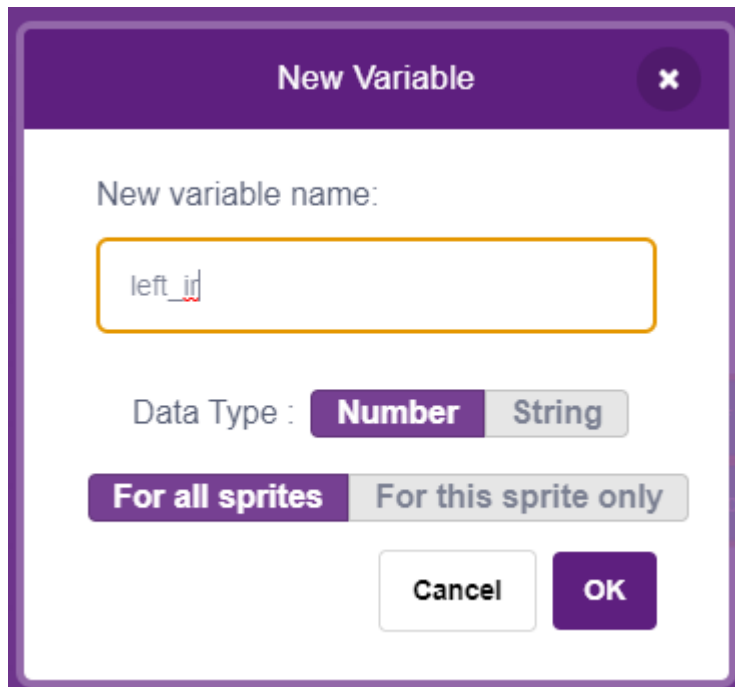 New Variable
New variable name:
left_ir
Data Type : Number String
For all sprites For this sprite only
Cancel OK